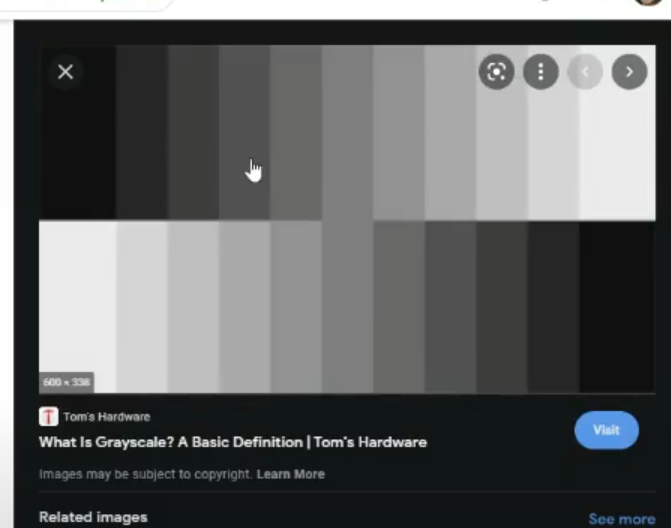 600 × 338
Tom's Hardware
What Is Grayscale? A Basic Definition | Tom's Hardware
Visit
Images may be subject to copyright. Learn More
Related images
See more